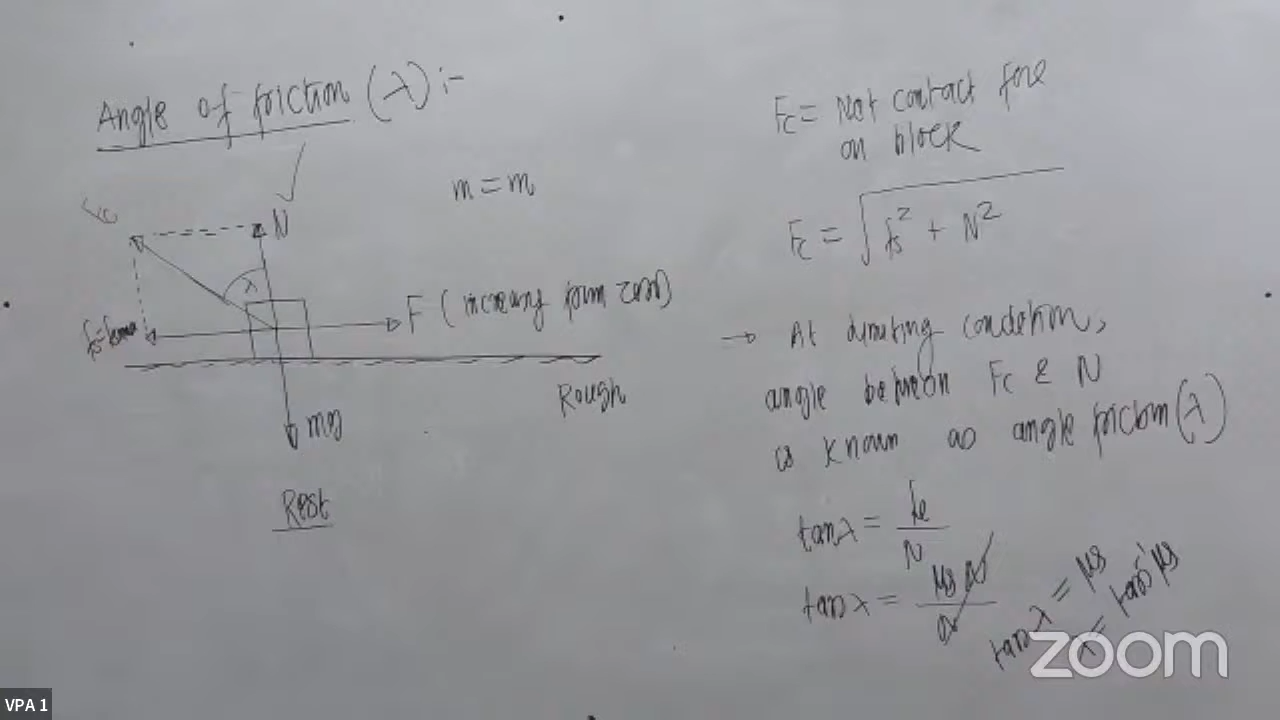 Angle of friction (λ) :-
m = m
Fc
N
λ
F ( increasing from zero)
mg
Rough
Rest
Fc = Net contact force
on block
Fc = √fs² + N²
→ At limiting condition,
angle between Fc & N
is known as angle friction (λ)
tanλ = fe/N
tanλ = μs N/N
tanλ = μs
λ = tan⁻¹ μs
zoom
VPA 1